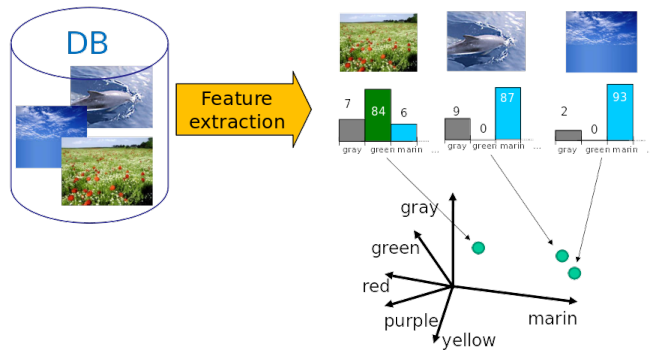 DB
Feature
extraction
7 84 6
gray green marin ...
9 0 87
gray green marin ...
2 0 93
gray green marin ...
gray
green
red
purple
yellow
marin